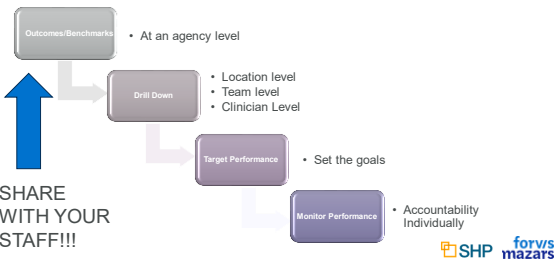 Outcomes/Benchmarks
• At an agency level
Drill Down
• Location level
• Team level
• Clinician Level
Target Performance
• Set the goals
Monitor Performance
• Accountability
Individually
SHARE
WITH YOUR
STAFF!!!
SHP
forvs
mazars